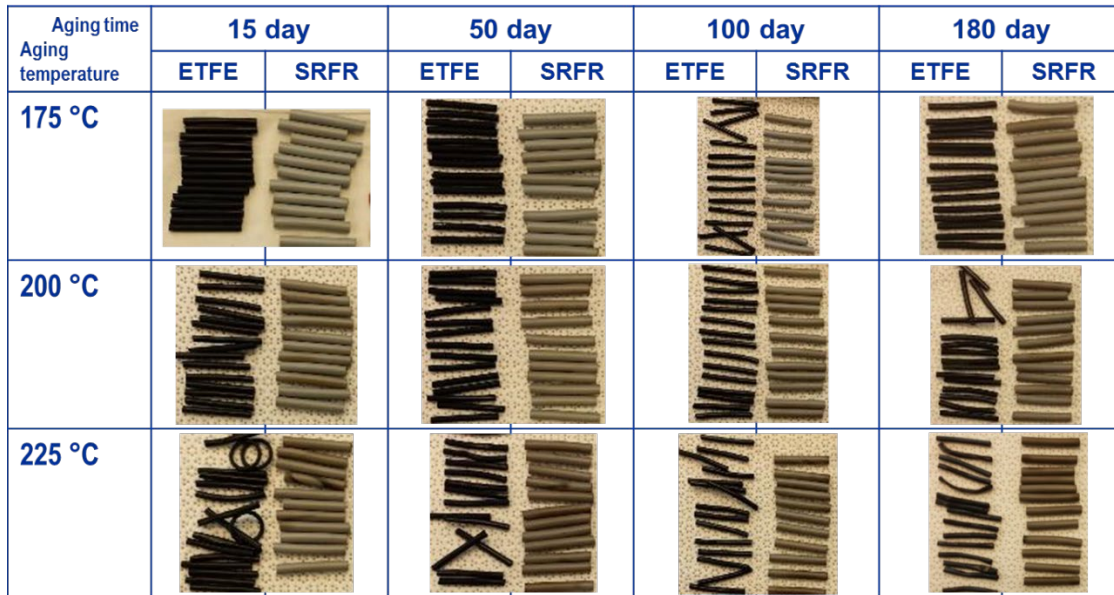 Aging time
Aging
temperature
15 day
50 day
100 day
180 day
ETFE
SRFR
ETFE
SRFR
ETFE
SRFR
ETFE
SRFR
175 °C
200 °C
225 °C